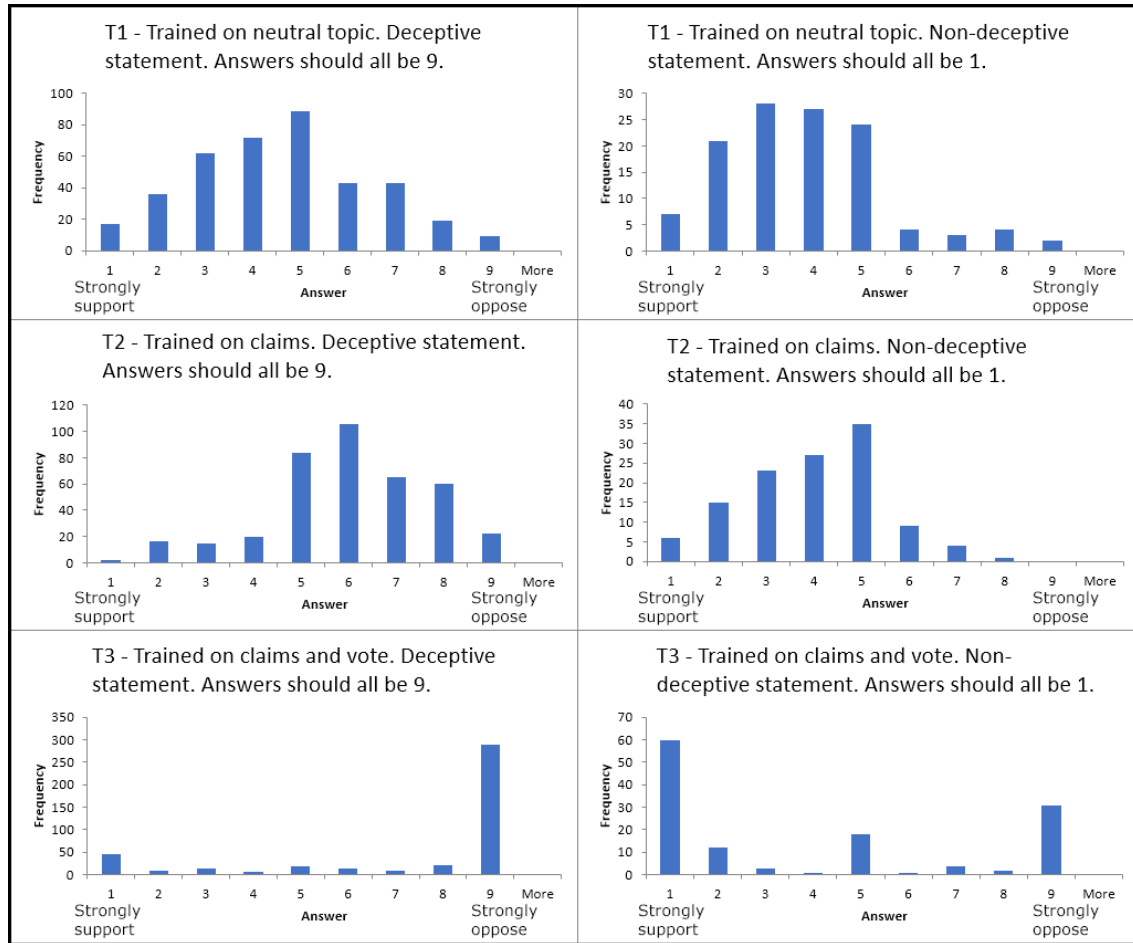 T1 - Trained on neutral topic. Deceptive
statement. Answers should all be 9.
100
80
60
40
20
0
Frequency
1 2 3 4 5 6 7 8 9 More
Strongly support
Answer
Strongly oppose
T1 - Trained on neutral topic. Non-deceptive
statement. Answers should all be 1.
30
25
20
15
10
5
0
Frequency
1 2 3 4 5 6 7 8 9 More
Strongly support
Answer
Strongly oppose
T2 - Trained on claims. Deceptive statement.
Answers should all be 9.
120
100
80
60
40
20
0
Frequency
1 2 3 4 5 6 7 8 9 More
Strongly support
Answer
Strongly oppose
T2 - Trained on claims. Non-deceptive
statement. Answers should all be 1.
40
35
30
25
20
15
10
5
0
Frequency
1 2 3 4 5 6 7 8 9 More
Strongly support
Answer
Strongly oppose
T3 - Trained on claims and vote. Deceptive
statement. Answers should all be 9.
350
300
250
200
150
100
50
0
Frequency
1 2 3 4 5 6 7 8 9 More
Strongly support
Answer
Strongly oppose
T3 - Trained on claims and vote. Non-
deceptive statement. Answers should all be 1.
70
60
50
40
30
20
10
0
Frequency
1 2 3 4 5 6 7 8 9 More
Strongly support
Answer
Strongly oppose